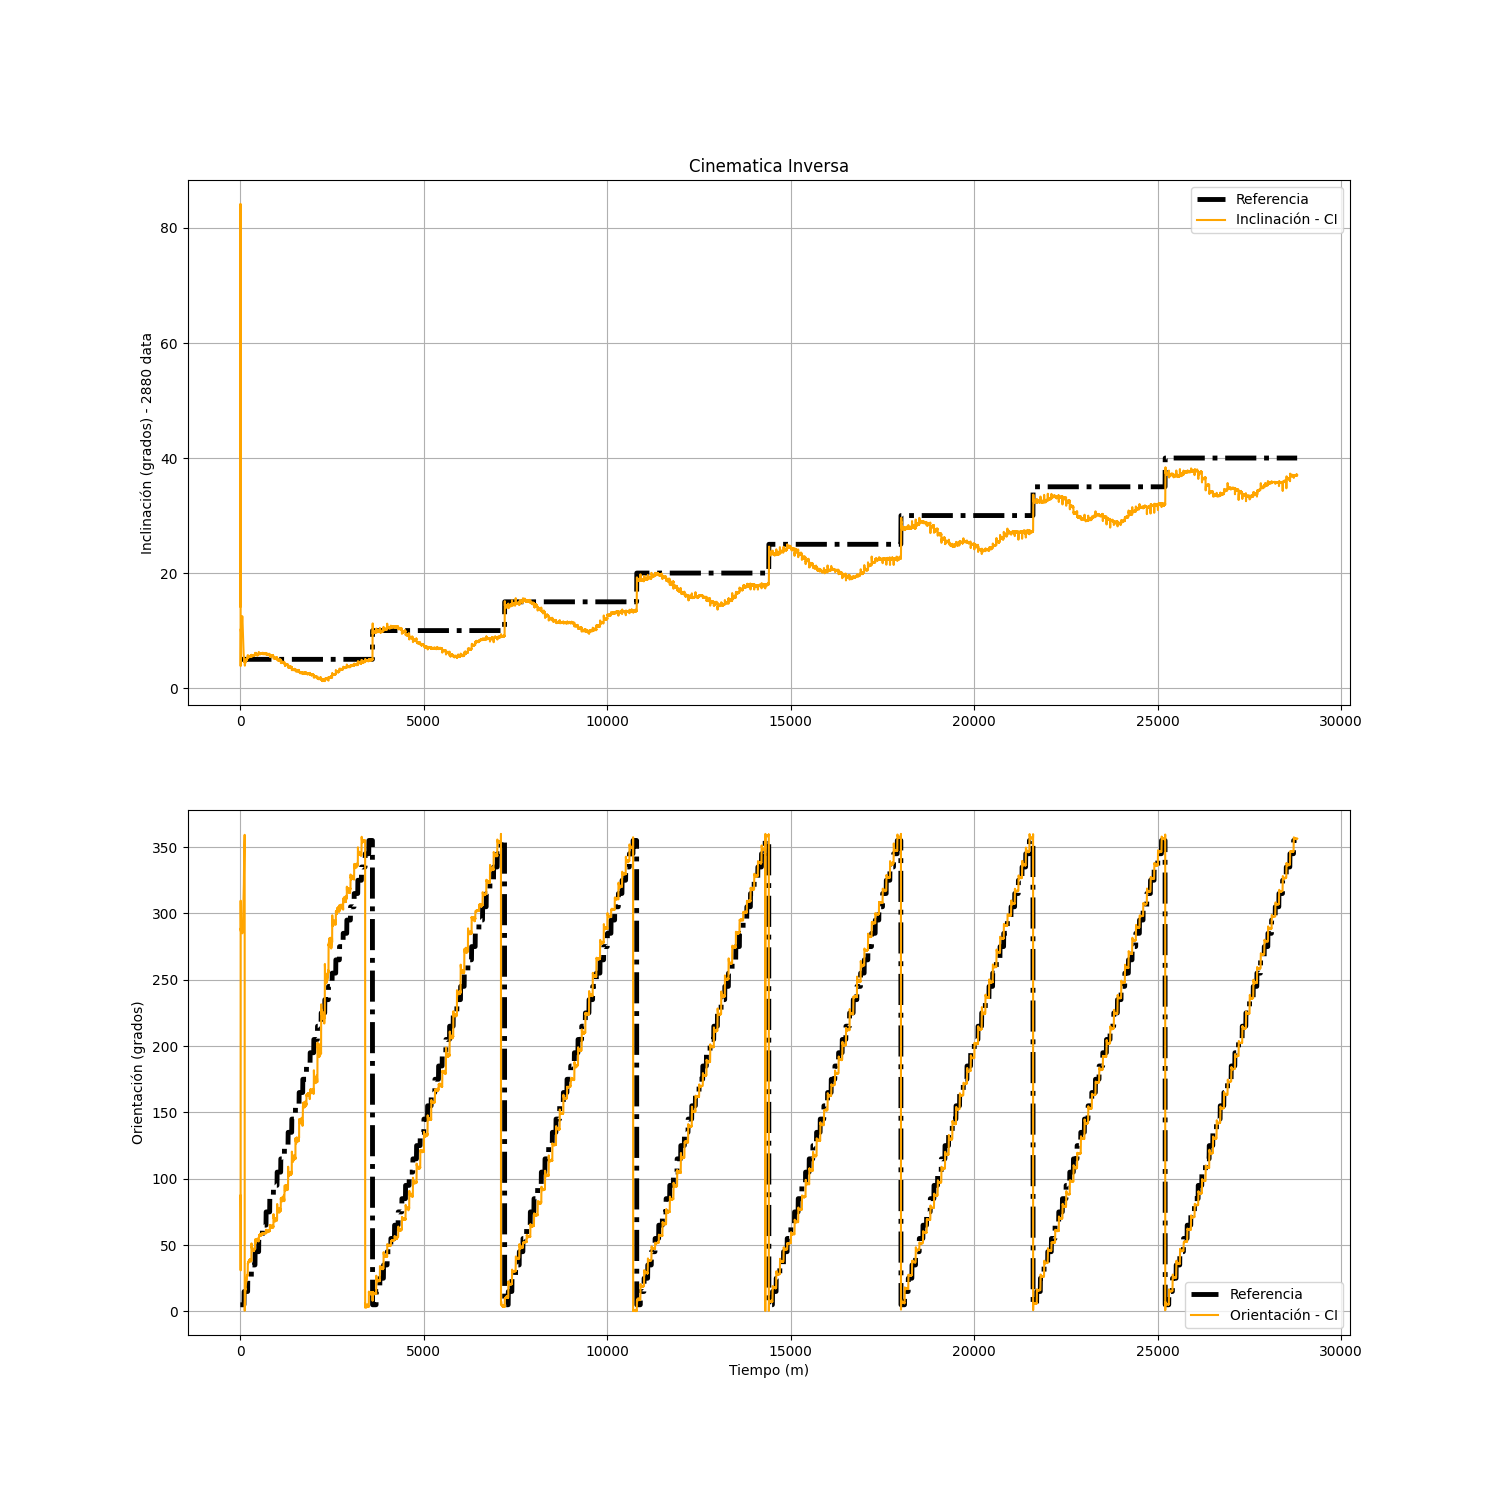 Cinematica Inversa
Inclinación (grados) - 2880 data
80
60
40
20
0
Referencia
Inclinación - CI
0 5000 10000 15000 20000 25000 30000
Orientación (grados)
350
300
250
200
150
100
50
0
Referencia
Orientación - CI
0 5000 10000 15000 20000 25000 30000
Tiempo (m)